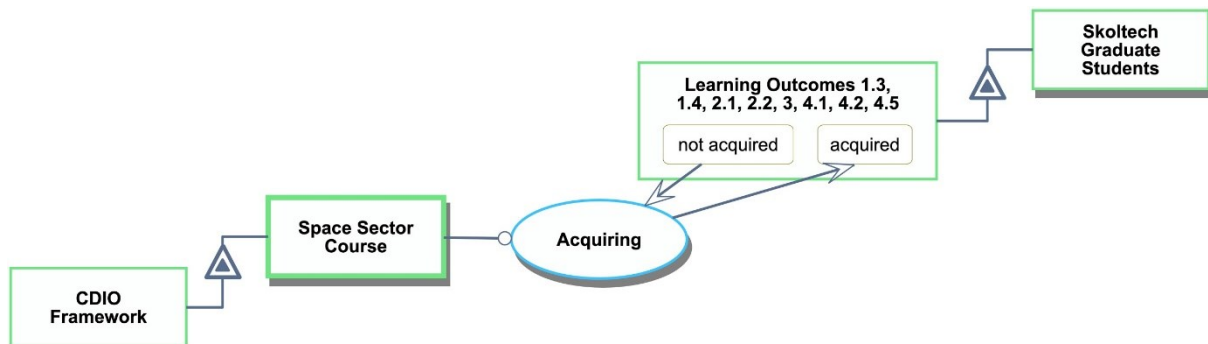 Skoltech
Graduate
Students
Learning Outcomes 1.3,
1.4, 2.1, 2.2, 3, 4.1, 4.2, 4.5
not acquired
acquired
Space Sector
Course
Acquiring
CDIO
Framework